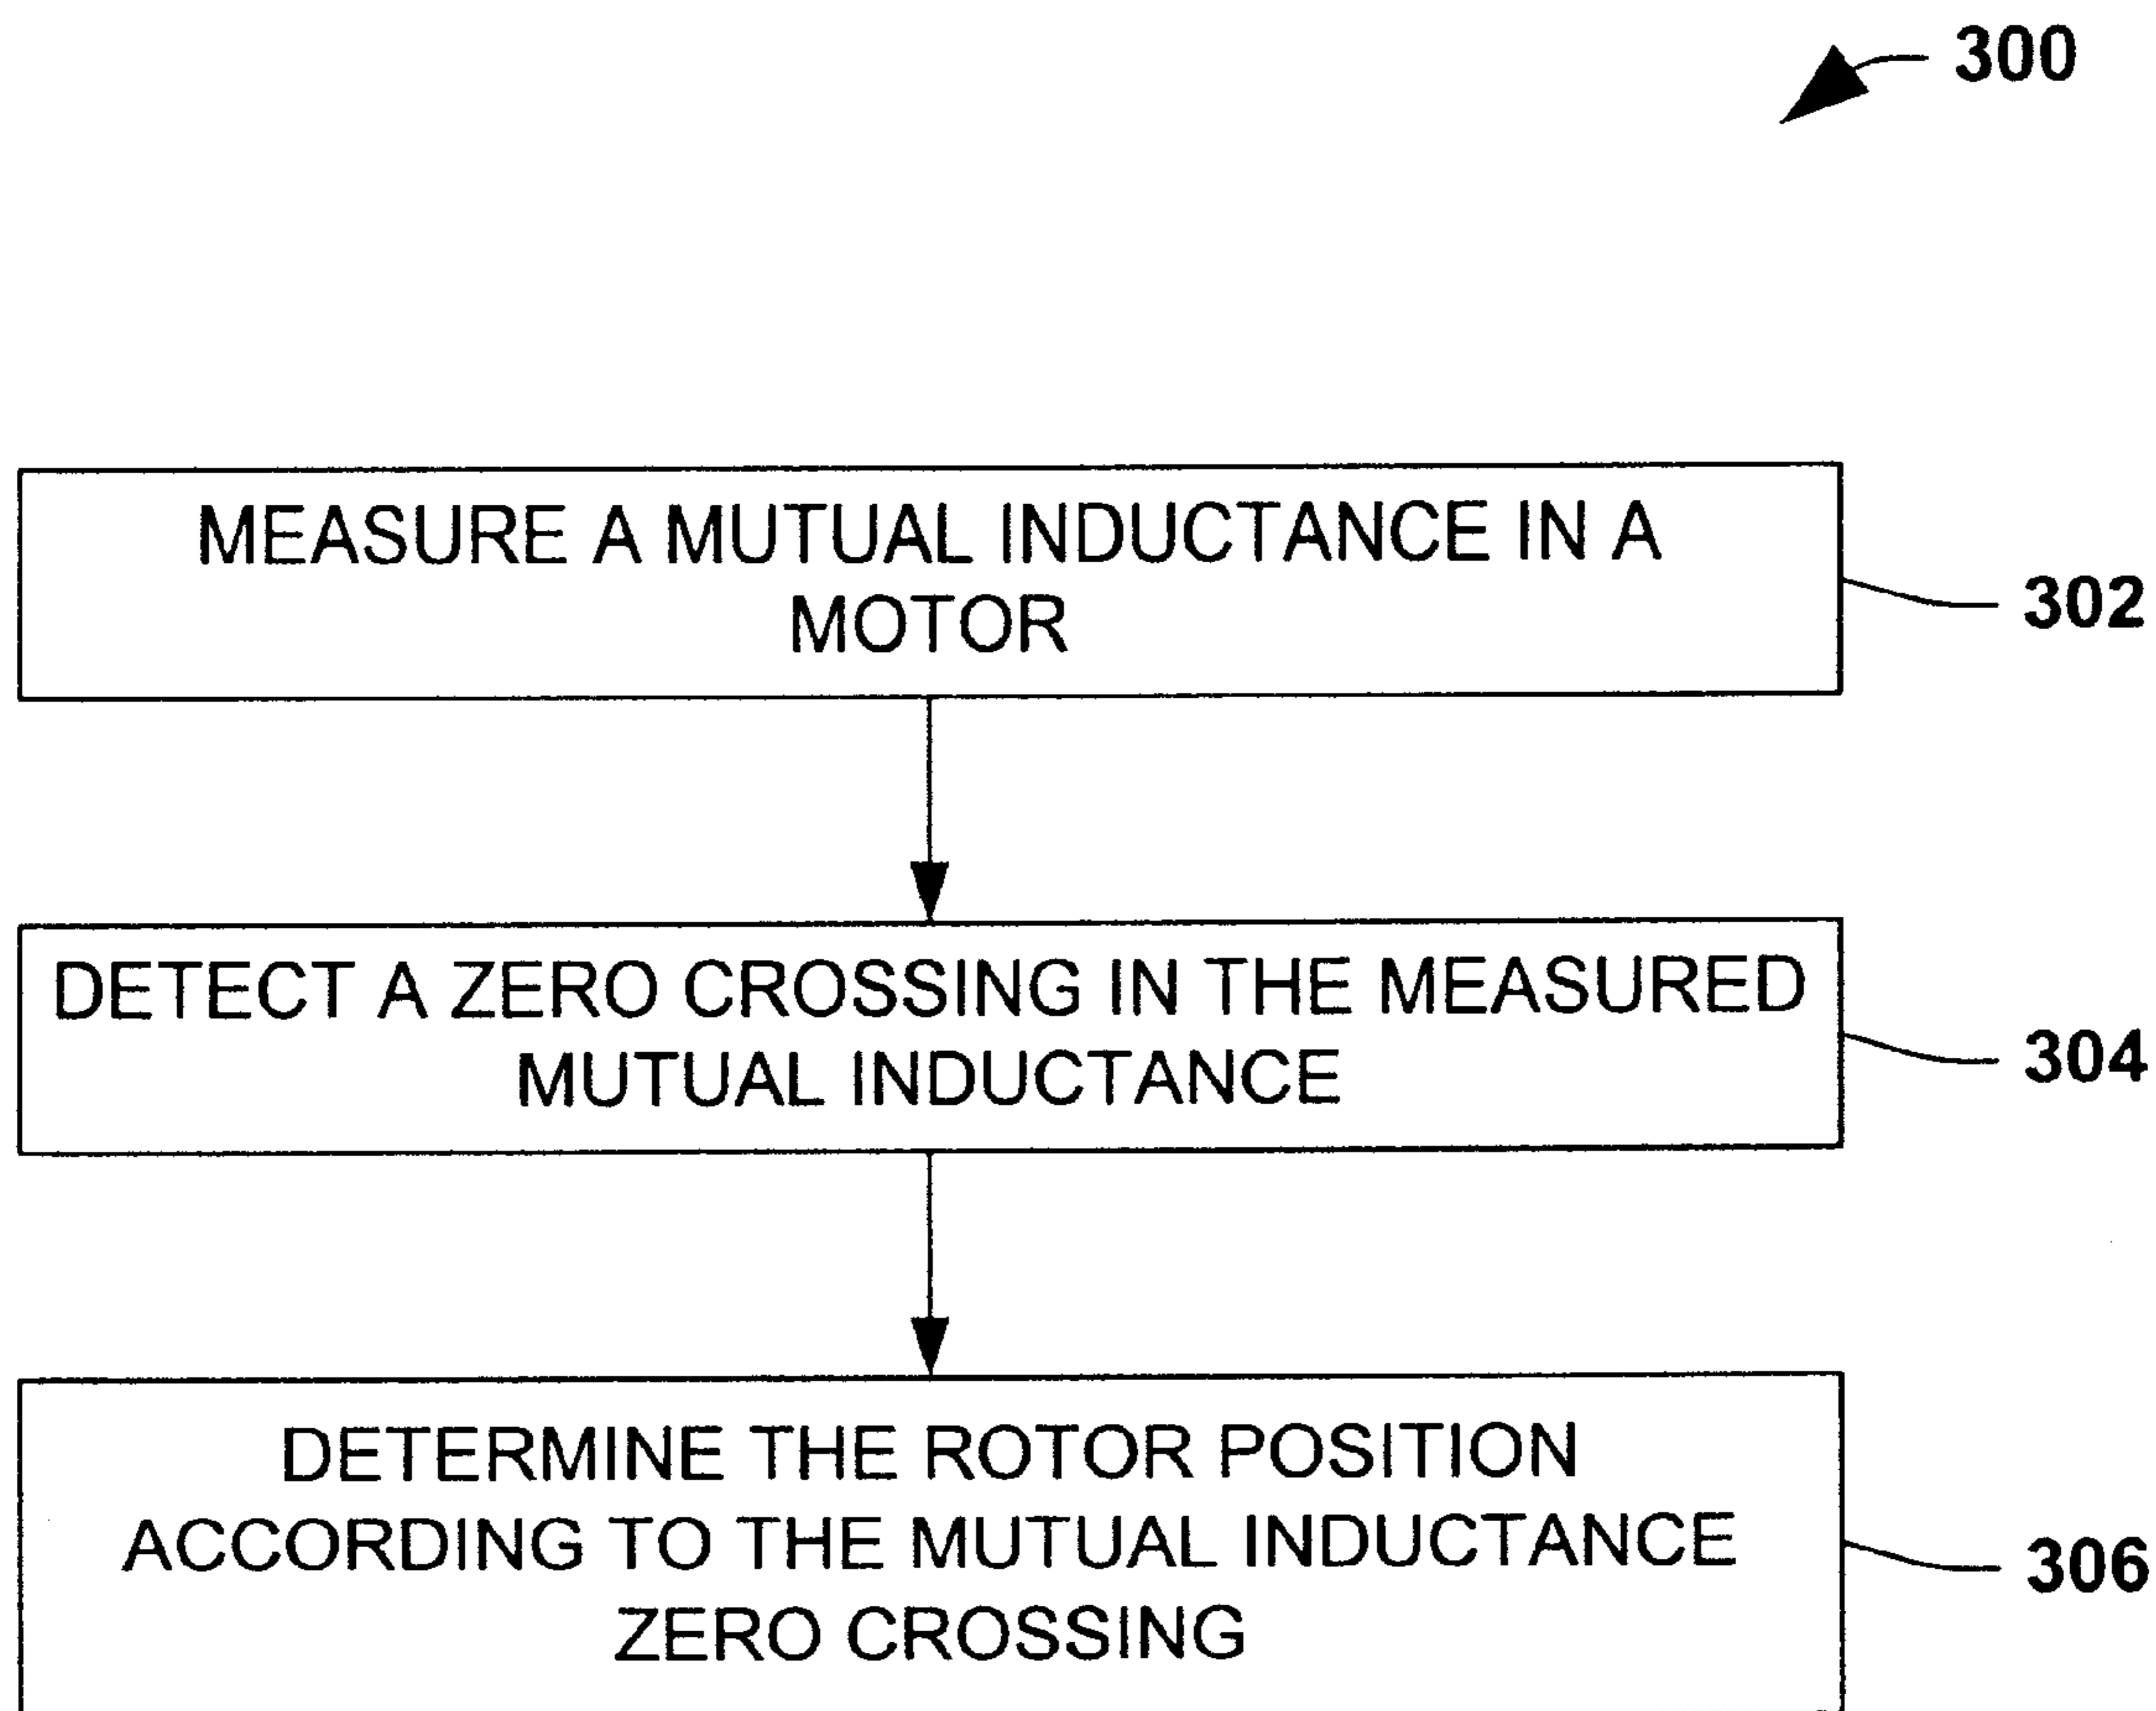 300
MEASURE A MUTUAL INDUCTANCE IN A
MOTOR
302
DETECT A ZERO CROSSING IN THE MEASURED
MUTUAL INDUCTANCE
304
DETERMINE THE ROTOR POSITION
ACCORDING TO THE MUTUAL INDUCTANCE
ZERO CROSSING
306